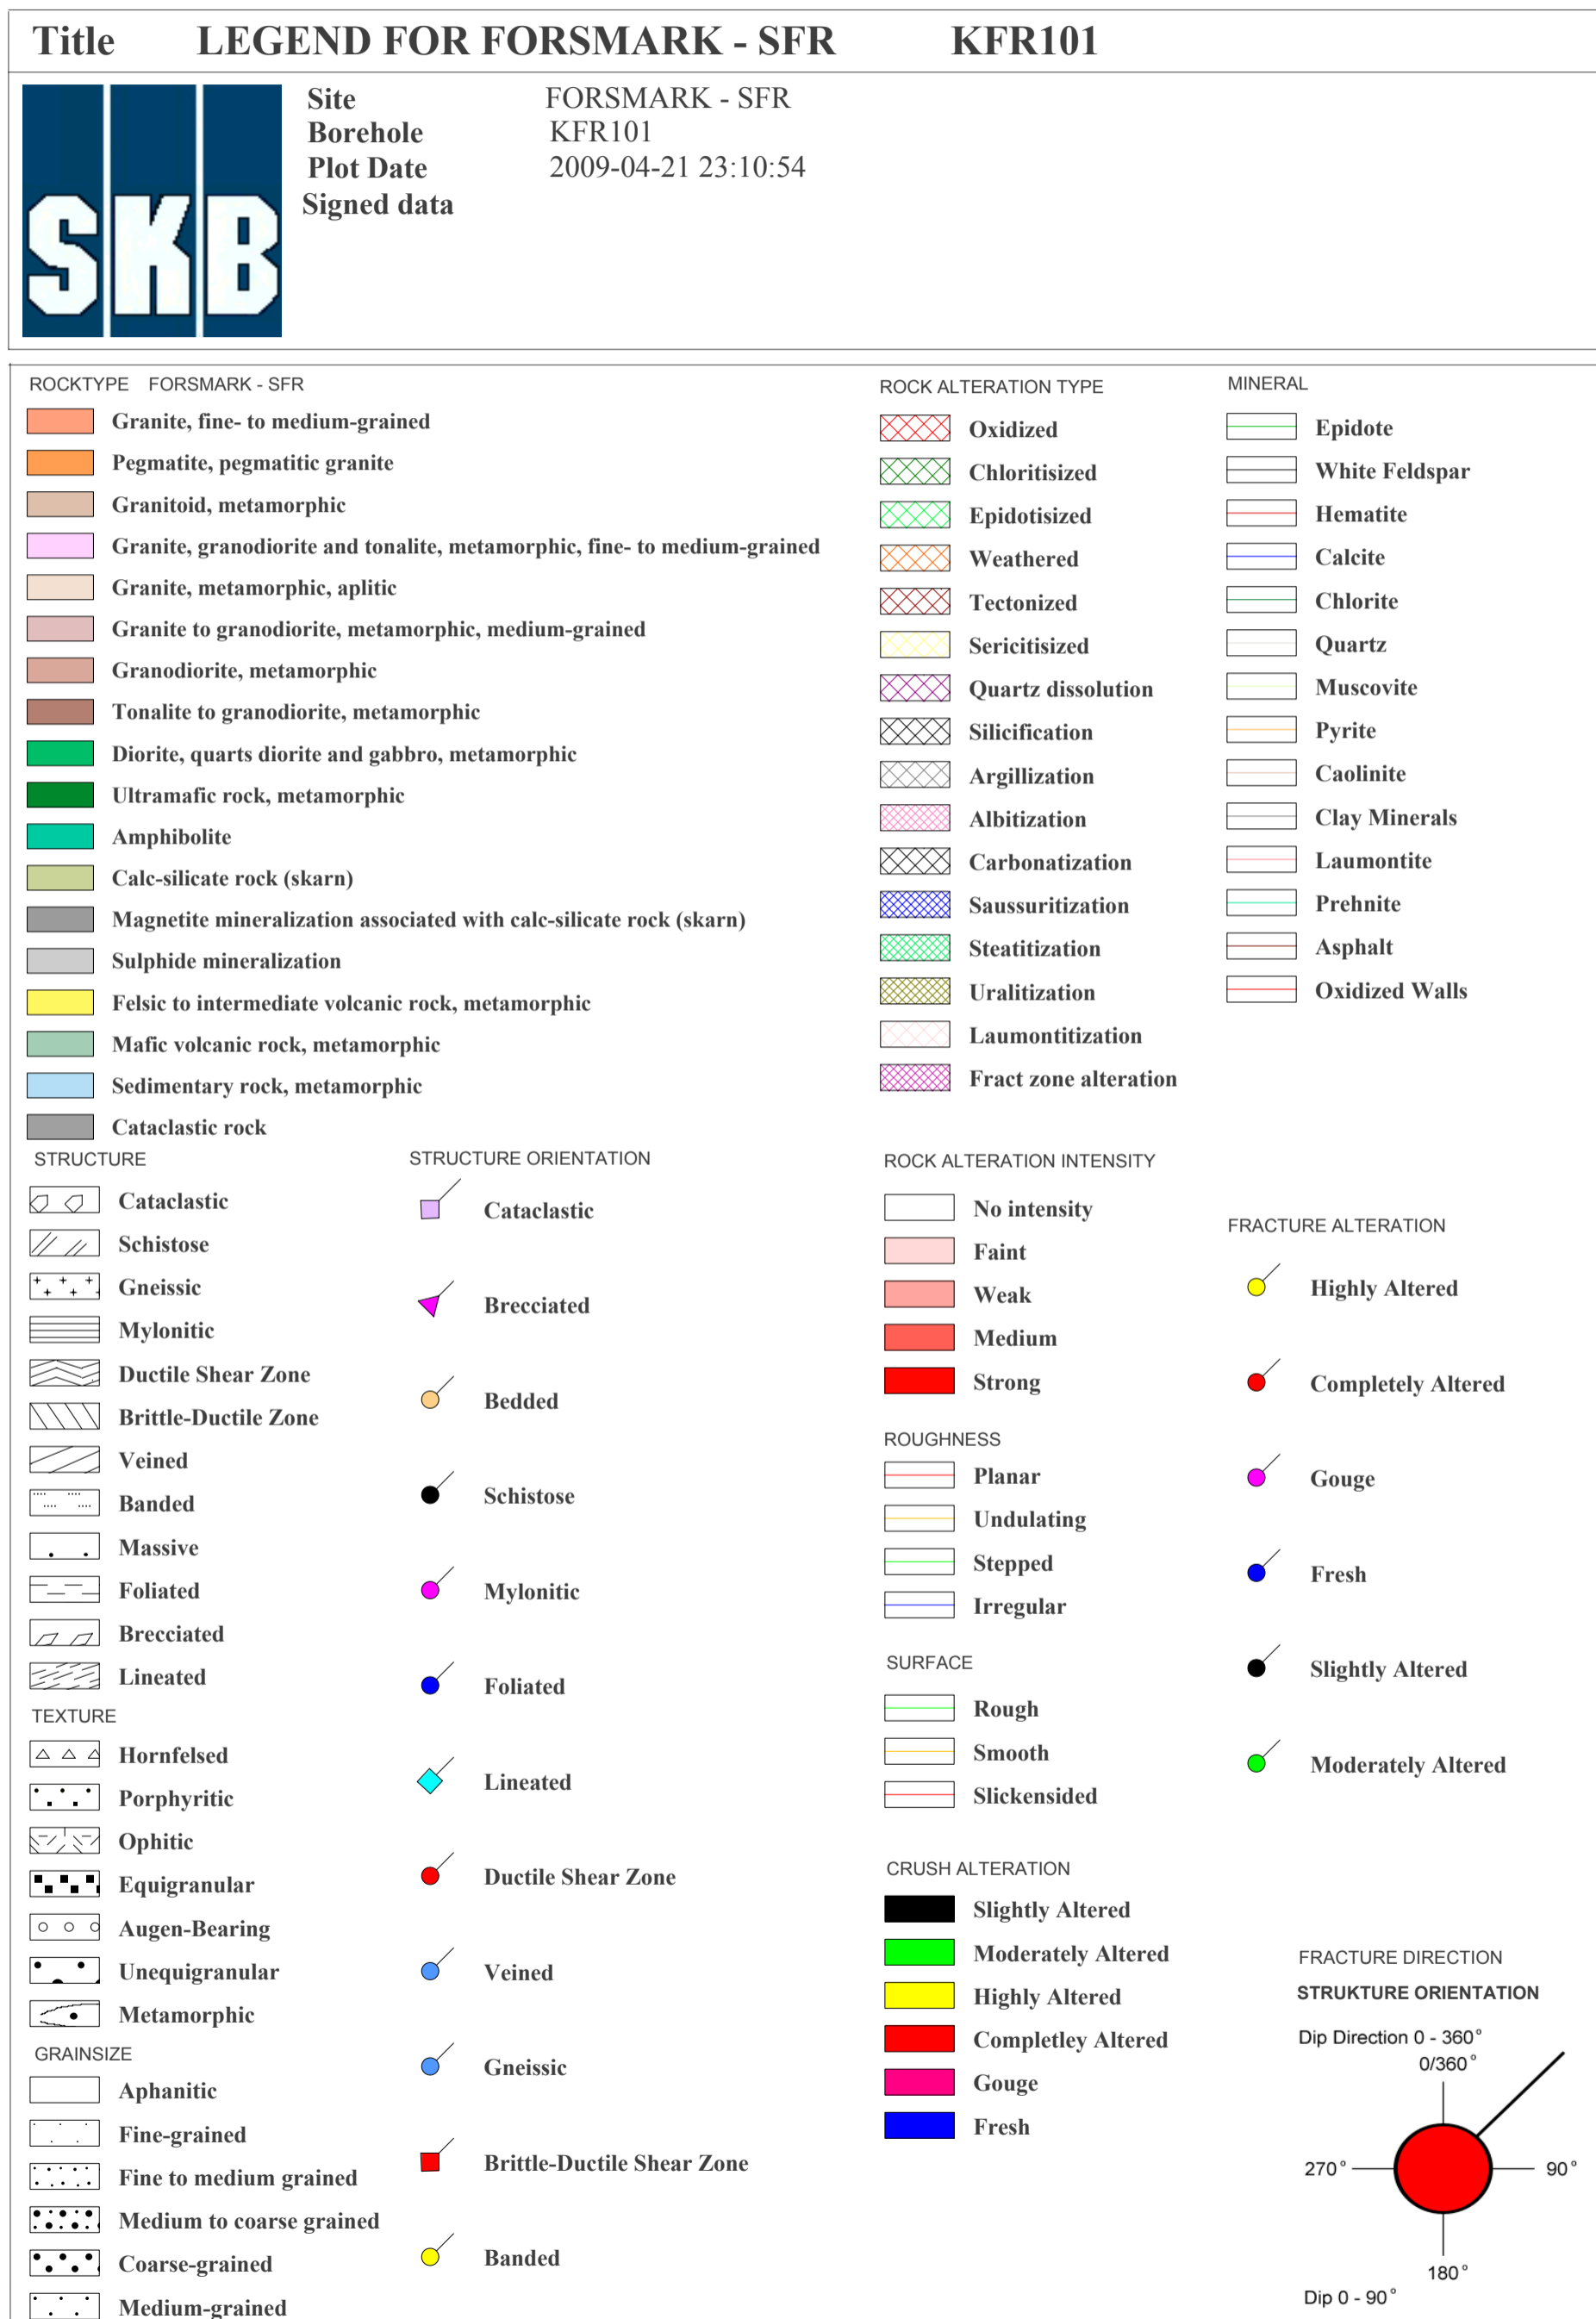 Title LEGEND FOR FORSMARK - SFR KFR101
SKB
Site FORSMARK - SFR
Borehole KFR101
Plot Date 2009-04-21 23:10:54
Signed data
ROCKTYPE FORSMARK - SFR
Granite, fine- to medium-grained
Pegmatite, pegmatitic granite
Granitoid, metamorphic
Granite, granodiorite and tonalite, metamorphic, fine- to medium-grained
Granite, metamorphic, aplitic
Granite to granodiorite, metamorphic, medium-grained
Granodiorite, metamorphic
Tonalite to granodiorite, metamorphic
Diorite, quarts diorite and gabbro, metamorphic
Ultramafic rock, metamorphic
Amphibolite
Calc-silicate rock (skarn)
Magnetite mineralization associated with calc-silicate rock (skarn)
Sulphide mineralization
Felsic to intermediate volcanic rock, metamorphic
Mafic volcanic rock, metamorphic
Sedimentary rock, metamorphic
Cataclastic rock
ROCK ALTERATION TYPE
Oxidized
Chloritisized
Epidotisized
Weathered
Tectonized
Sericitisized
Quartz dissolution
Silicification
Argillization
Albitization
Carbonatization
Saussuritization
Steatitization
Uralitization
Laumontitization
Fract zone alteration
MINERAL
Epidote
White Feldspar
Hematite
Calcite
Chlorite
Quartz
Muscovite
Pyrite
Caolinite
Clay Minerals
Laumontite
Prehnite
Asphalt
Oxidized Walls
STRUCTURE
Cataclastic
Schistose
Gneissic
Mylonitic
Ductile Shear Zone
Brittle-Ductile Zone
Veined
Banded
Massive
Foliated
Brecciated
Lineated
TEXTURE
Hornfelsed
Porphyritic
Ophitic
Equigranular
Augen-Bearing
Unequigranular
Metamorphic
GRAINSIZE
Aphanitic
Fine-grained
Fine to medium grained
Medium to coarse grained
Coarse-grained
Medium-grained
STRUCTURE ORIENTATION
Cataclastic
Brecciated
Bedded
Schistose
Mylonitic
Foliated
Lineated
Ductile Shear Zone
Veined
Gneissic
Brittle-Ductile Shear Zone
Banded
ROCK ALTERATION INTENSITY
No intensity
Faint
Weak
Medium
Strong
ROUGHNESS
Planar
Undulating
Stepped
Irregular
SURFACE
Rough
Smooth
Slickensided
CRUSH ALTERATION
Slightly Altered
Moderately Altered
Highly Altered
Completley Altered
Gouge
Fresh
FRACTURE ALTERATION
Highly Altered
Completely Altered
Gouge
Fresh
Slightly Altered
Moderately Altered
FRACTURE DIRECTION
STRUKTURE ORIENTATION
Dip Direction 0 - 360°
0/360°
270° 90°
180°
Dip 0 - 90°